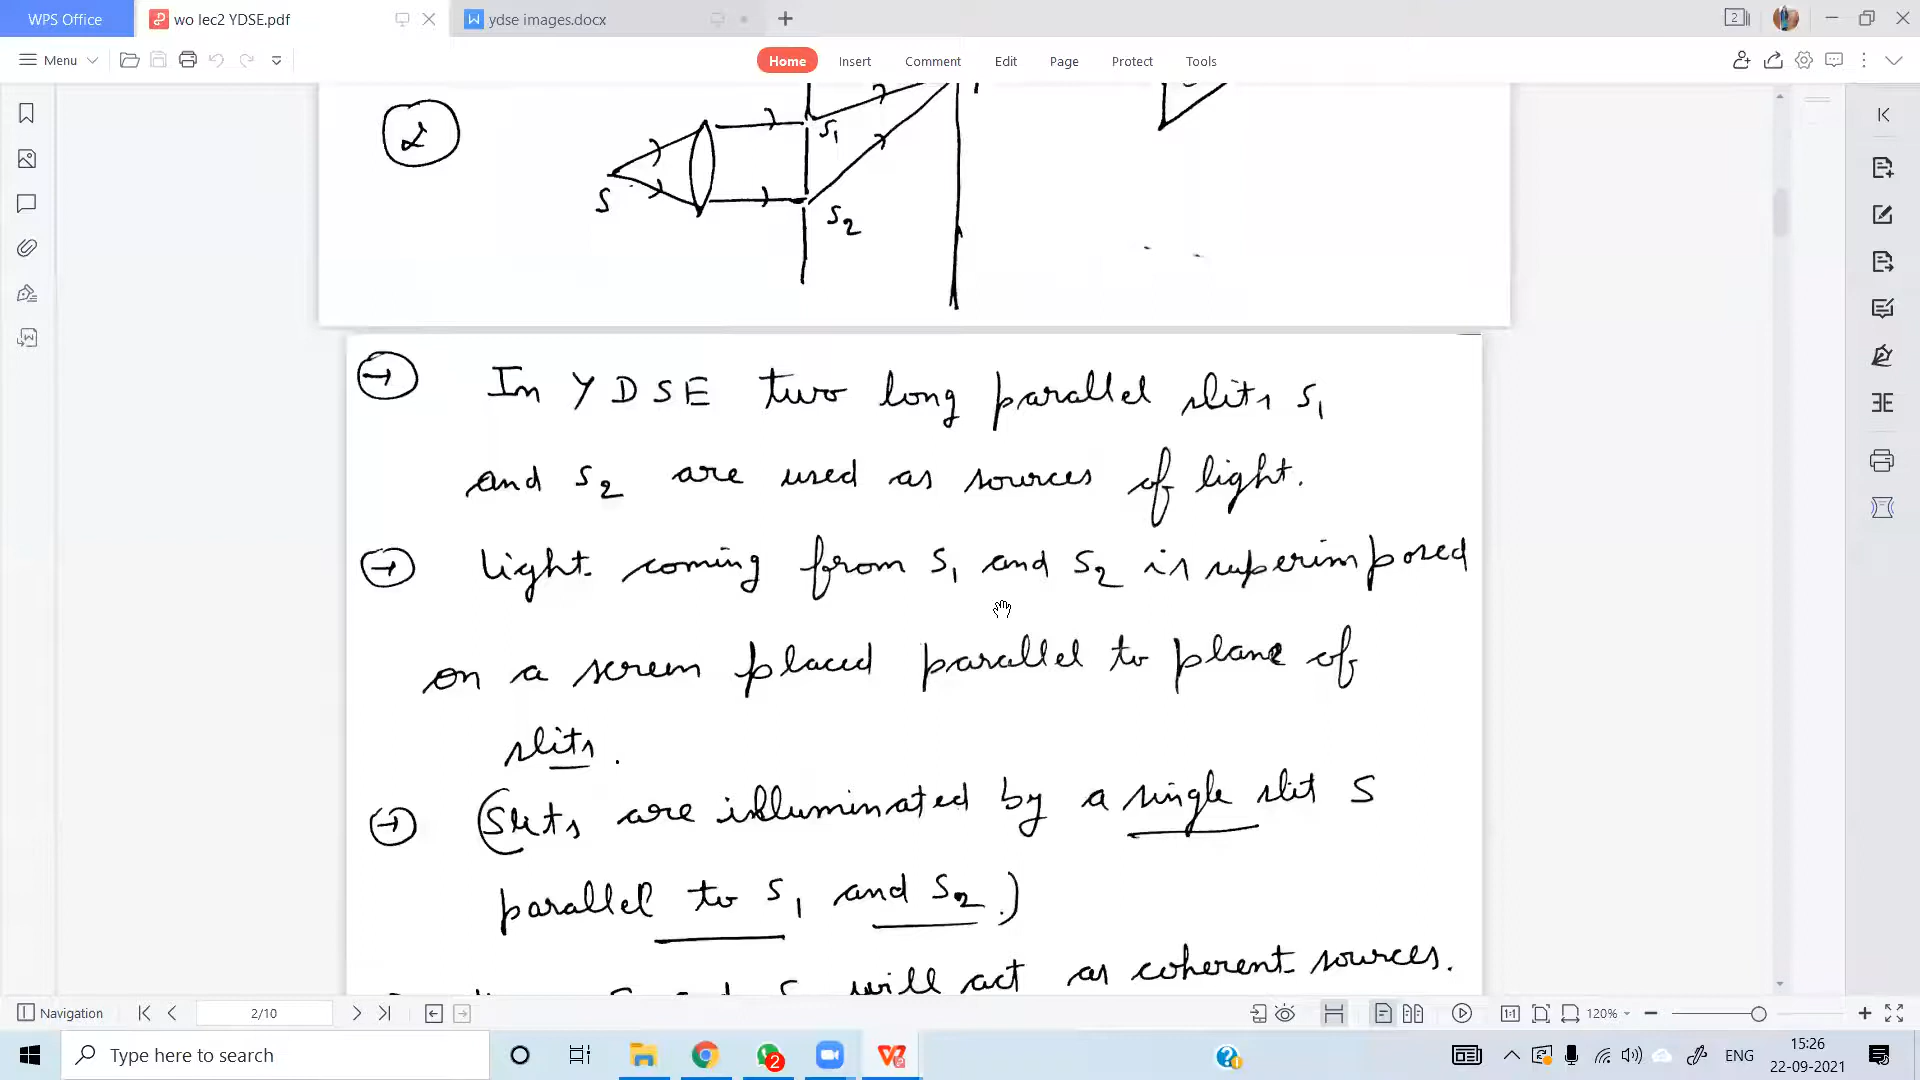 WPS Office
wo lec2 YDSE.pdf
ydse images.docx
2
Menu
Home Insert Comment Edit Page Protect Tools
2
S
S1
S2
→ In YDSE two long parallel slits S1
and S2 are used as sources of light.
→ light coming from S1 and S2 is superimposed
on a screen placed parallel to plane of
slits.
→ (Slits are illuminated by a single slit S
parallel to S1 and S2.)
will act as coherent sources.
Navigation
2/10
1:1
120%
Type here to search
2
ENG
15:26
22-09-2021